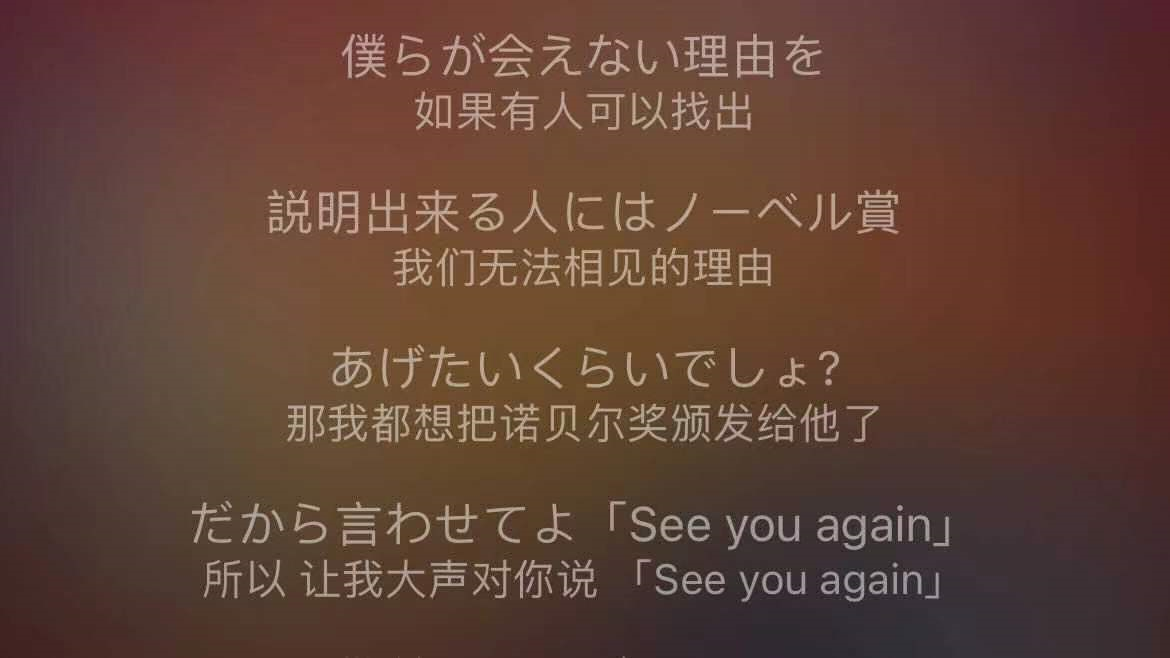 僕らが会えない理由を
如果有人可以找出
説明出来る人にはノーベル賞
我们无法相见的理由
あげたいくらいでしょ?
那我都想把诺贝尔奖颁发给他了
だから言わせてよ「See you again」
所以 让我大声对你说 「See you again」